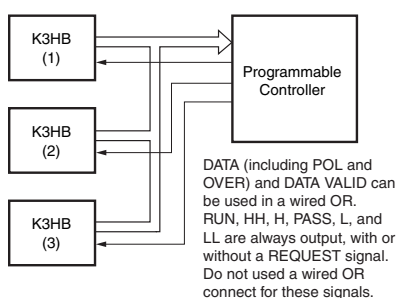 K3HB
(1)
K3HB
(2)
K3HB
(3)
Programmable
Controller
DATA (including POL and
OVER) and DATA VALID can
be used in a wired OR.
RUN, HH, H, PASS, L, and
LL are always output, with or
without a REQUEST signal.
Do not used a wired OR
connect for these signals.